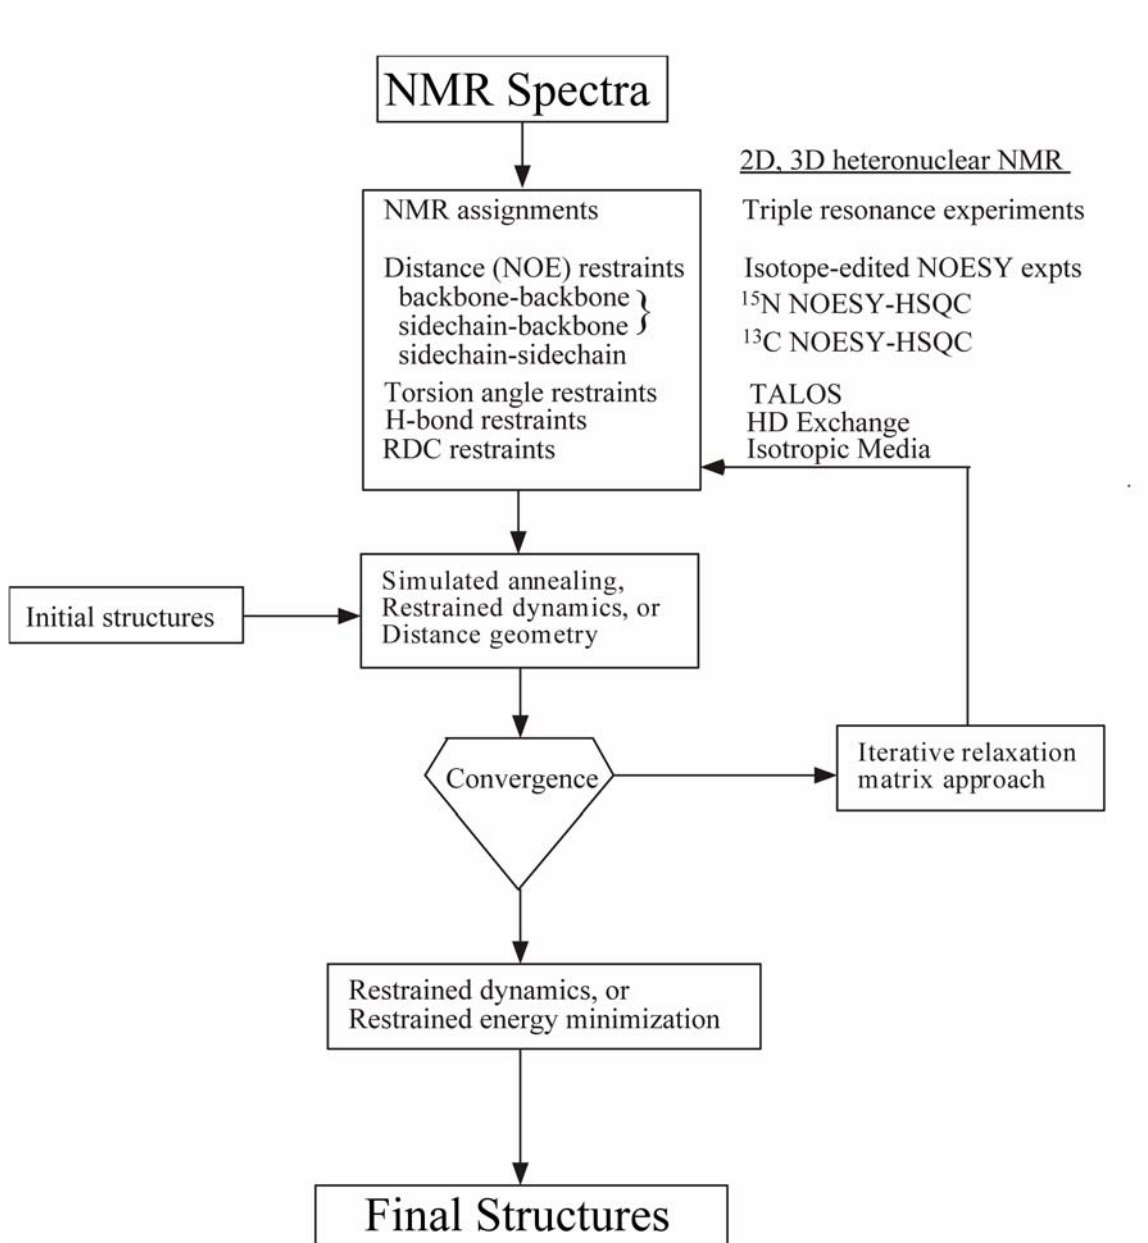 NMR Spectra
2D, 3D heteronuclear NMR
NMR assignments
Triple resonance experiments
Distance (NOE) restraints
Isotope-edited NOESY expts
backbone-backbone
¹⁵N NOESY-HSQC
sidechain-backbone
¹³C NOESY-HSQC
sidechain-sidechain
Torsion angle restraints
TALOS
H-bond restraints
HD Exchange
RDC restraints
Isotropic Media
Simulated annealing,
Restrained dynamics, or
Distance geometry
Initial structures
Convergence
Iterative relaxation
matrix approach
Restrained dynamics, or
Restrained energy minimization
Final Structures